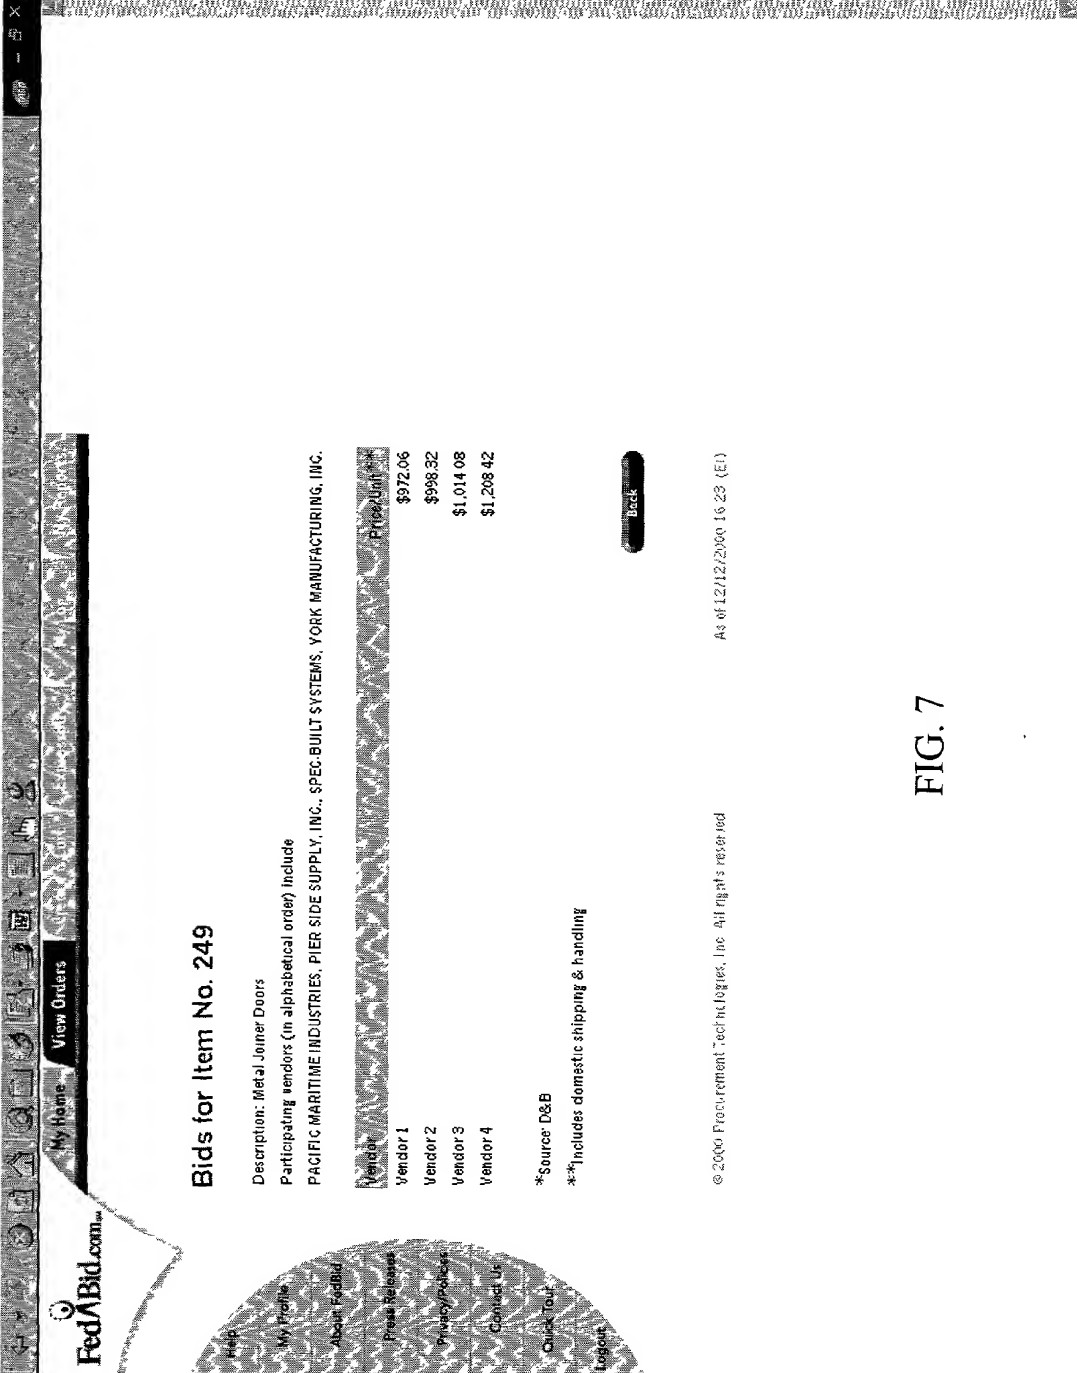 FedBid.com
My Home
View Orders
Help
My Profile
About FedBid
Press Releases
Privacy/Policies
Contact Us
Quick Tour
Logout
Bids for Item No. 249
Description: Metal Joiner Doors
Participating vendors (in alphabetical order) include
PACIFIC MARITIME INDUSTRIES, PIER SIDE SUPPLY, INC., SPEC-BUILT SYSTEMS, YORK MANUFACTURING, INC.
Vendor Price/Unit**
Vendor 1 $972.06
Vendor 2 $998.32
Vendor 3 $1,014 08
Vendor 4 $1,208 42
*Source: D&B
**Includes domestic shipping & handling
Back
©2000 Procurement Technologies, Inc All rights reserved As of 12/12/2000 16 23 (ET)
FIG. 7